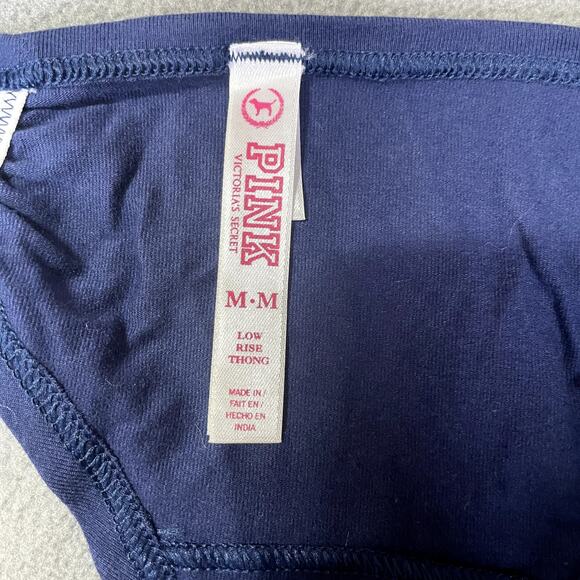 PINK
VICTORIA'S SECRET
M•M
LOW
RISE
THONG
MADE IN/
FAIT EN/
HECHO EN
INDIA